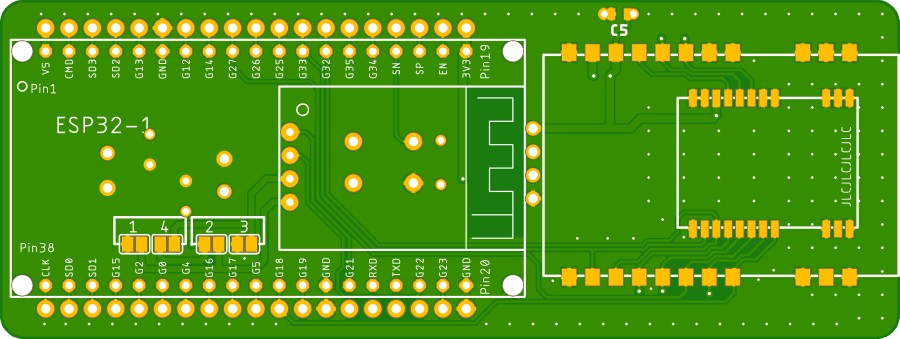 C5
V5 CMD SD3 SD2 G13 GND G12 G14 G27 G26 G25 G33 G32 G35 G34 SN SP EN 3V3 Pin19
Pin1
ESP32-1
JLCJLCJLCJLC
1 4 2 3
Pin38
CLK SD0 SD1 G15 G2 G0 G4 G16 G17 G5 G18 G19 GND G21 RXD TXD G22 G23 GND Pin20